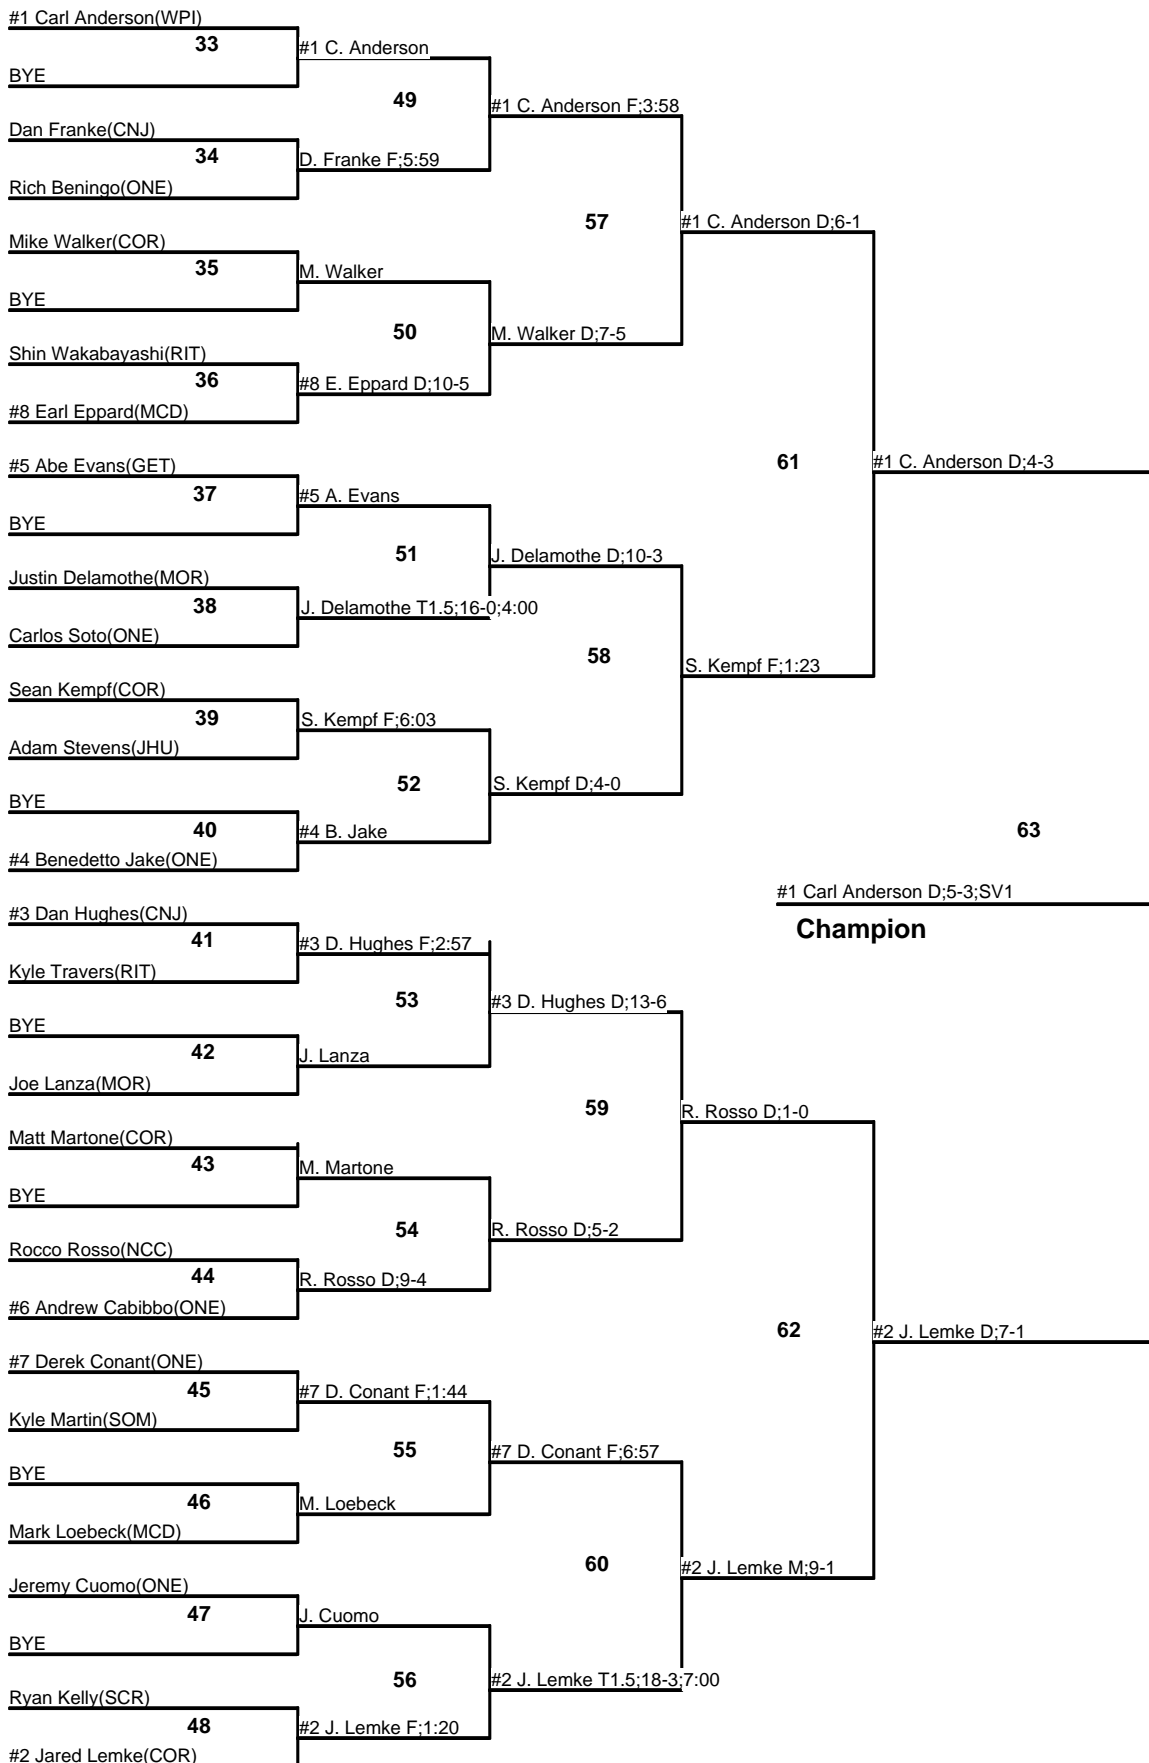 #1 Carl Anderson(WPI)
33
#1 C. Anderson
BYE
49
#1 C. Anderson F;3:58
Dan Franke(CNJ)
34
D. Franke F;5:59
Rich Beningo(ONE)
57
#1 C. Anderson D;6-1
Mike Walker(COR)
35
M. Walker
BYE
50
M. Walker D;7-5
Shin Wakabayashi(RIT)
36
#8 E. Eppard D;10-5
#8 Earl Eppard(MCD)
61
#1 C. Anderson D;4-3
#5 Abe Evans(GET)
37
#5 A. Evans
BYE
51
J. Delamothe D;10-3
Justin Delamothe(MOR)
38
J. Delamothe T1.5;16-0;4:00
Carlos Soto(ONE)
58
S. Kempf F;1:23
Sean Kempf(COR)
39
S. Kempf F;6:03
Adam Stevens(JHU)
52
S. Kempf D;4-0
BYE
40
#4 B. Jake
#4 Benedetto Jake(ONE)
63
#1 Carl Anderson D;5-3;SV1
Champion
#3 Dan Hughes(CNJ)
41
#3 D. Hughes F;2:57
Kyle Travers(RIT)
53
#3 D. Hughes D;13-6
BYE
42
J. Lanza
Joe Lanza(MOR)
59
R. Rosso D;1-0
Matt Martone(COR)
43
M. Martone
BYE
54
R. Rosso D;5-2
Rocco Rosso(NCC)
44
R. Rosso D;9-4
#6 Andrew Cabibbo(ONE)
62
#2 J. Lemke D;7-1
#7 Derek Conant(ONE)
45
#7 D. Conant F;1:44
Kyle Martin(SOM)
55
#7 D. Conant F;6:57
BYE
46
M. Loebeck
Mark Loebeck(MCD)
60
#2 J. Lemke M;9-1
Jeremy Cuomo(ONE)
47
J. Cuomo
BYE
56
#2 J. Lemke T1.5;18-3;7:00
Ryan Kelly(SCR)
48
#2 J. Lemke F;1:20
#2 Jared Lemke(COR)